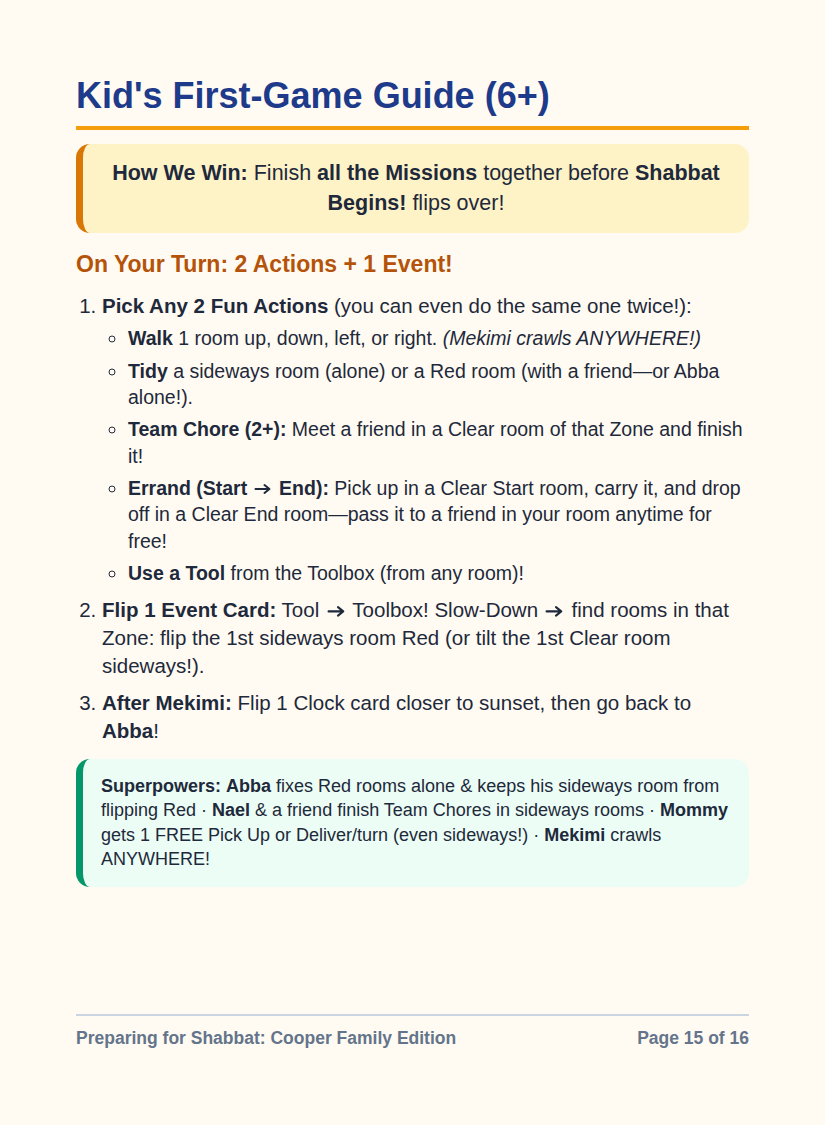 Kid's First-Game Guide (6+)
How We Win: Finish all the Missions together before Shabbat
Begins! flips over!
On Your Turn: 2 Actions + 1 Event!
1. Pick Any 2 Fun Actions (you can even do the same one twice!):
◦ Walk 1 room up, down, left, or right. (Mekimi crawls ANYWHERE!)
◦ Tidy a sideways room (alone) or a Red room (with a friend—or Abba
alone!).
◦ Team Chore (2+): Meet a friend in a Clear room of that Zone and finish
it!
◦ Errand (Start → End): Pick up in a Clear Start room, carry it, and drop
off in a Clear End room—pass it to a friend in your room anytime for
free!
◦ Use a Tool from the Toolbox (from any room)!
2. Flip 1 Event Card: Tool → Toolbox! Slow-Down → find rooms in that
Zone: flip the 1st sideways room Red (or tilt the 1st Clear room
sideways!).
3. After Mekimi: Flip 1 Clock card closer to sunset, then go back to
Abba!
Superpowers: Abba fixes Red rooms alone & keeps his sideways room from
flipping Red · Nael & a friend finish Team Chores in sideways rooms · Mommy
gets 1 FREE Pick Up or Deliver/turn (even sideways!) · Mekimi crawls
ANYWHERE!
Preparing for Shabbat: Cooper Family Edition
Page 15 of 16